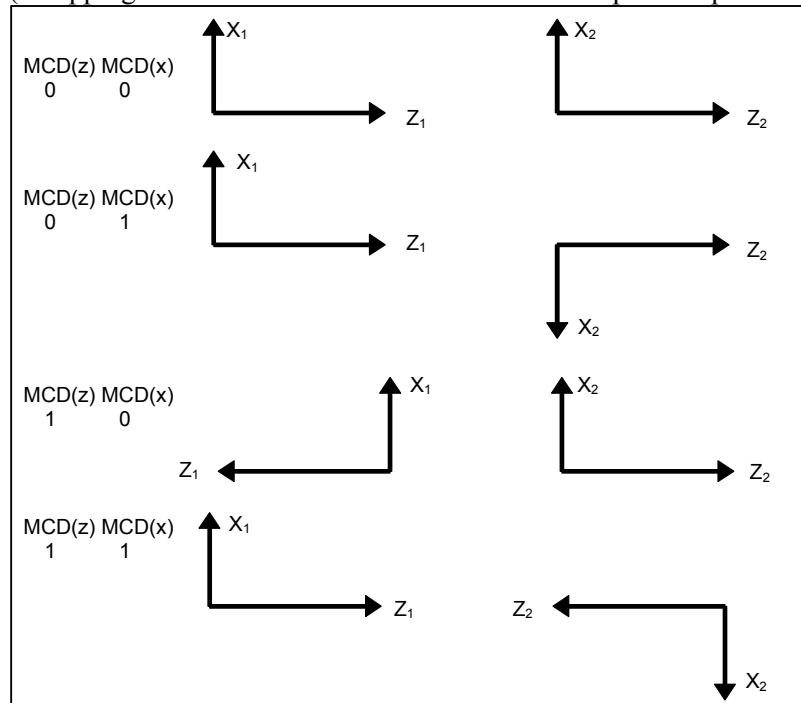 X₁
X₂
MCD(z) MCD(x)
0 0
Z₁
Z₂
X₁
MCD(z) MCD(x)
0 1
Z₁
Z₂
X₂
MCD(z) MCD(x)
1 0
X₁
X₂
Z₁
Z₂
MCD(z) MCD(x)
1 1
X₁
Z₁
Z₂
X₂